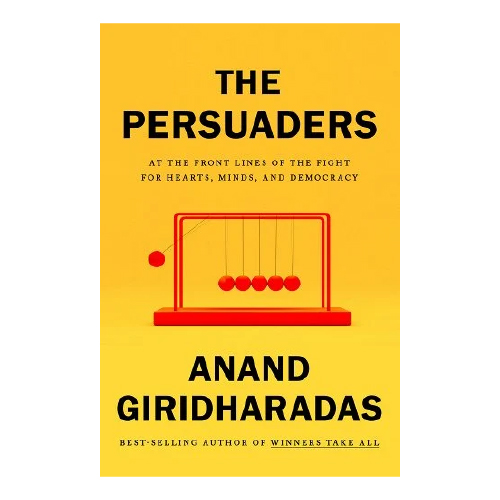 THE
PERSUADERS
AT THE FRONT LINES OF THE FIGHT
FOR HEARTS, MINDS, AND DEMOCRACY
ANAND
GIRIDHARADAS
BEST-SELLING AUTHOR OF WINNERS TAKE ALL